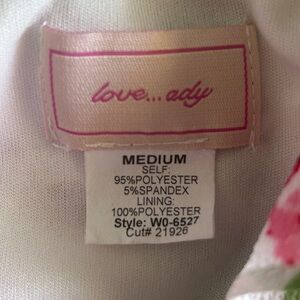 love...ady
MEDIUM
SELF:
95%POLYESTER
5%SPANDEX
LINING:
100%POLYESTER
Style: W0-6527
Cut# 21926